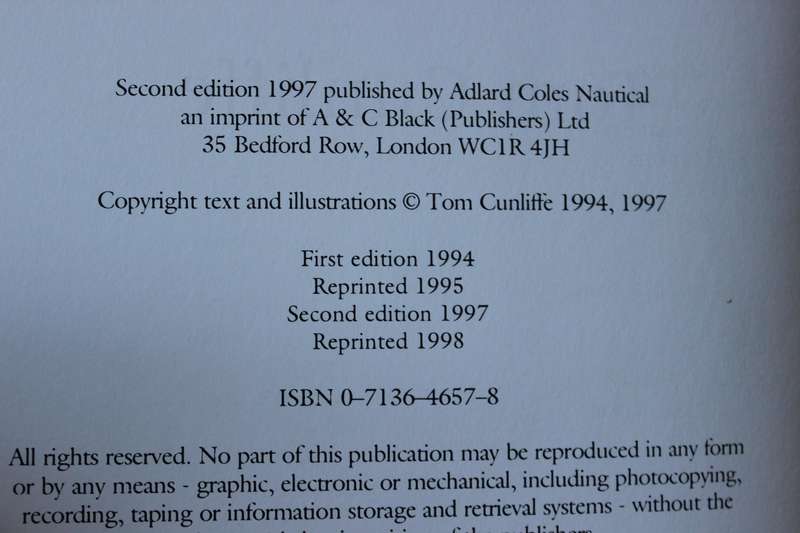 Second edition 1997 published by Adlard Coles Nautical
an imprint of A & C Black (Publishers) Ltd
35 Bedford Row, London WC1R 4JH
Copyright text and illustrations © Tom Cunliffe 1994, 1997
First edition 1994
Reprinted 1995
Second edition 1997
Reprinted 1998
ISBN 0–7136–4657–8
All rights reserved. No part of this publication may be reproduced in any form
or by any means - graphic, electronic or mechanical, including photocopying,
recording, taping or information storage and retrieval systems - without the
of the publishers